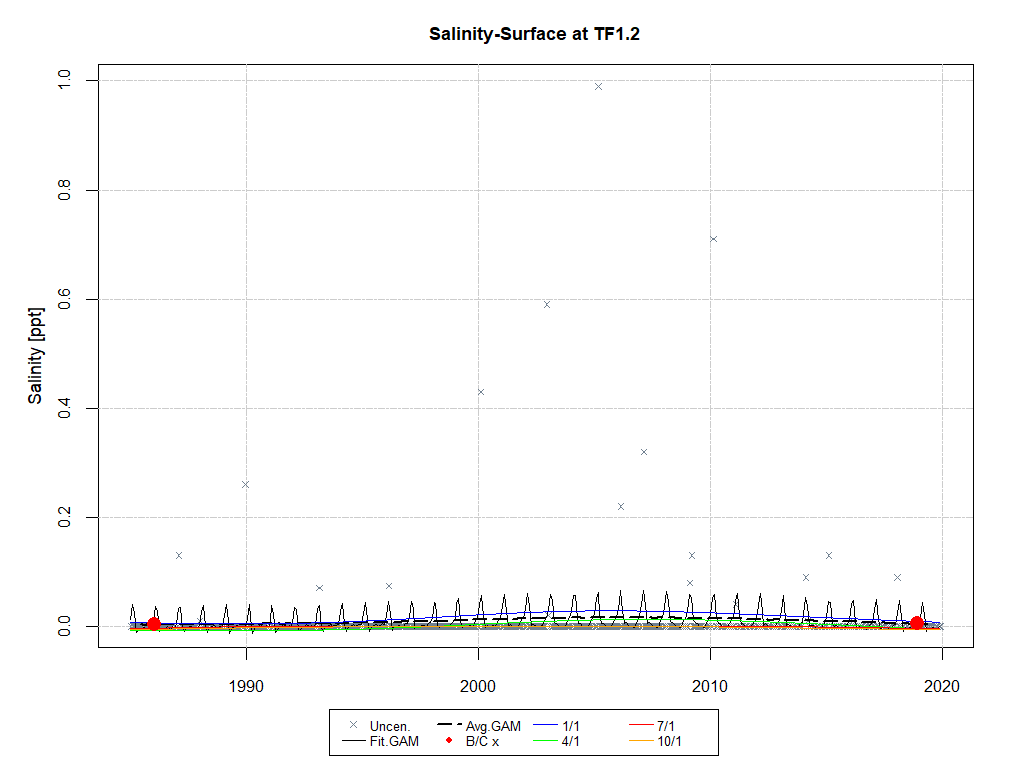 Salinity-Surface at TF1.2
Salinity [ppt]
1.0
0.8
0.6
0.4
0.2
0.0
1990 2000 2010 2020
Uncen. Avg.GAM 1/1 7/1
Fit.GAM B/C x 4/1 10/1